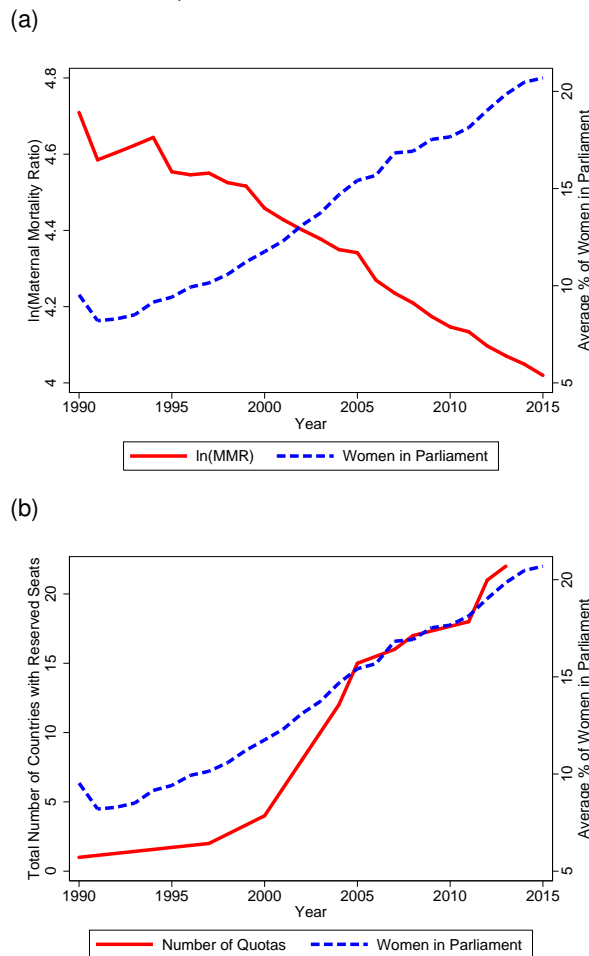 (a)
ln(Maternal Mortality Ratio)
4.8
4.6
4.4
4.2
4
20
15
10
5
Average % of Women in Parliament
1990 1995 2000 2005 2010 2015
Year
ln(MMR) Women in Parliament
(b)
Total Number of Countries with Reserved Seats
20
15
10
5
0
20
15
10
5
Average % of Women in Parliament
1990 1995 2000 2005 2010 2015
Year
Number of Quotas Women in Parliament